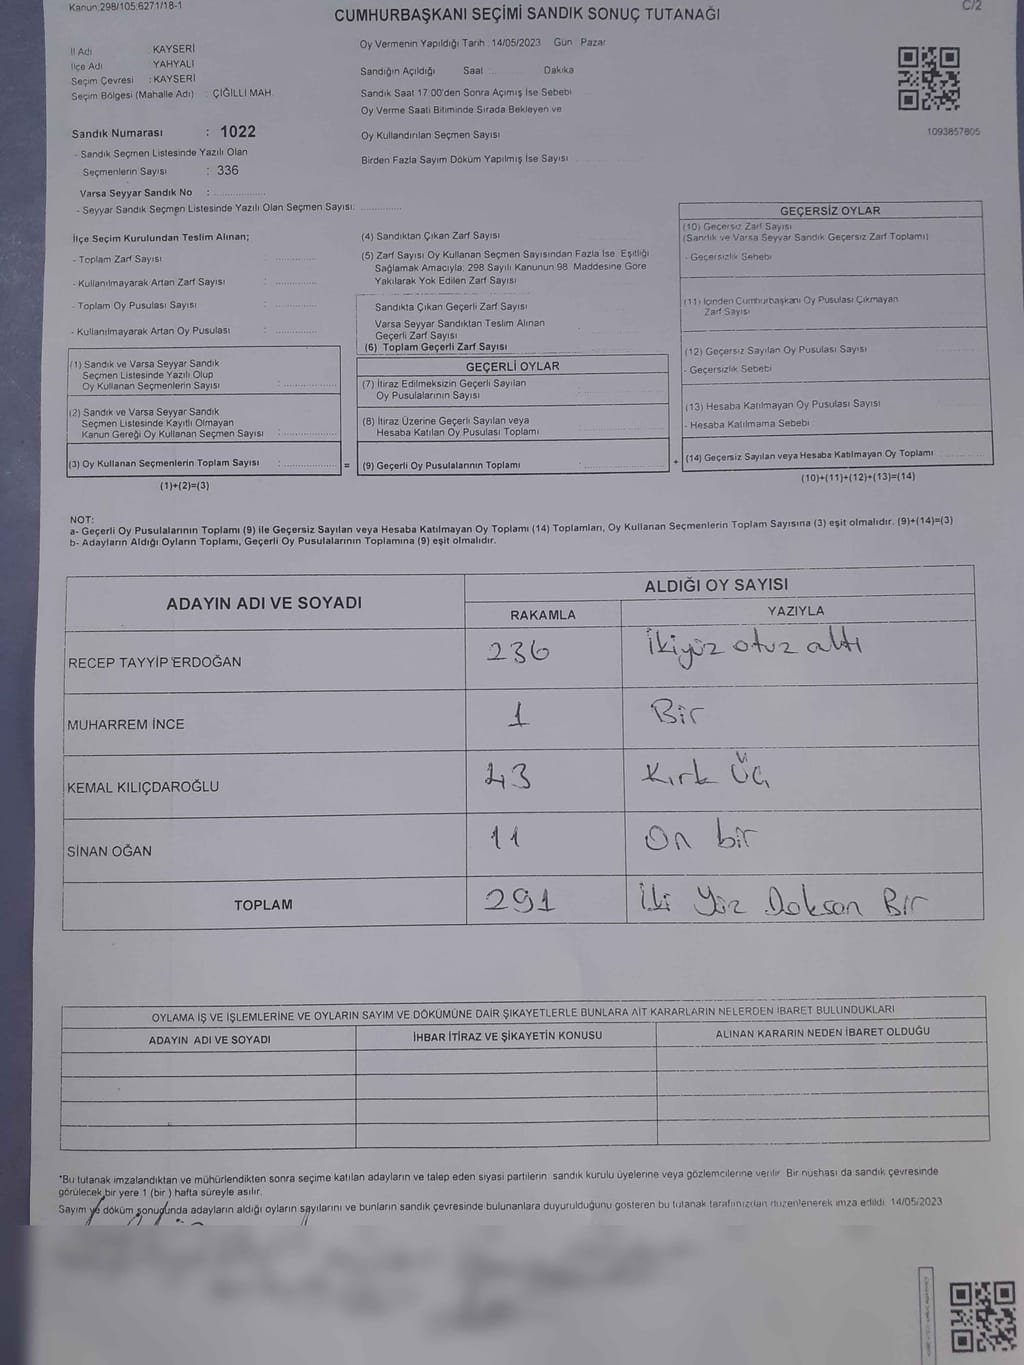 Kanun:298/105;6271/18-1
C/2
CUMHURBAŞKANI SEÇİMİ SANDIK SONUÇ TUTANAĞI
İl Adı : KAYSERİ
İlçe Adı : YAHYALI
Seçim Çevresi : KAYSERİ
Seçim Bölgesi (Mahalle Adı) : ÇİĞİLLİ MAH.
Sandık Numarası : 1022
- Sandık Seçmen Listesinde Yazılı Olan
Seçmenlerin Sayısı : 336
Varsa Seyyar Sandık No : ..................
- Seyyar Sandık Seçmen Listesinde Yazılı Olan Seçmen Sayısı: ..............
Oy Vermenin Yapıldığı Tarih : 14/05/2023 Gün : Pazar
Sandığın Açıldığı Saat : ......... Dakika
Sandık Saat 17:00'den Sonra Açımış İse Sebebi
Oy Verme Saati Bitiminde Sırada Bekleyen ve
Oy Kullandırılan Seçmen Sayısı
Birden Fazla Sayım Döküm Yapılmış İse Sayısı
1093857805
İlçe Seçim Kurulundan Teslim Alınan;
- Toplam Zarf Sayısı : ..............
- Kullanılmayarak Artan Zarf Sayısı : ..............
- Toplam Oy Pusulası Sayısı : ..............
- Kullanılmayarak Artan Oy Pusulası : ..............
(1) Sandık ve Varsa Seyyar Sandık
Seçmen Listesinde Yazılı Olup
Oy Kullanan Seçmenlerin Sayısı : ....................
(2) Sandık ve Varsa Seyyar Sandık
Seçmen Listesinde Kayıtlı Olmayan
Kanun Gereği Oy Kullanan Seçmen Sayısı : ....................
(3) Oy Kullanan Seçmenlerin Toplam Sayısı : ....................
(1)+(2)=(3)
=
(4) Sandıktan Çıkan Zarf Sayısı
(5) Zarf Sayısı Oy Kullanan Seçmen Sayısından Fazla İse, Eşitliği
Sağlamak Amacıyla; 298 Sayılı Kanunun 98. Maddesine Göre
Yakılarak Yok Edilen Zarf Sayısı
Sandıkta Çıkan Geçerli Zarf Sayısı
Varsa Seyyar Sandıktan Teslim Alınan
Geçerli Zarf Sayısı
(6) Toplam Geçerli Zarf Sayısı
GEÇERLİ OYLAR
(7) İtiraz Edilmeksizin Geçerli Sayılan
Oy Pusulalarının Sayısı
(8) İtiraz Üzerine Geçerli Sayılan veya
Hesaba Katılan Oy Pusulası Toplamı
(9) Geçerli Oy Pusulalarının Toplamı
+
GEÇERSİZ OYLAR
(10) Geçersiz Zarf Sayısı
(Sandık ve Varsa Seyyar Sandık Geçersiz Zarf Toplamı)
- Geçersizlik Sebebi
(11) İçinden Cumhurbaşkanı Oy Pusulası Çıkmayan
Zarf Sayısı
(12) Geçersiz Sayılan Oy Pusulası Sayısı
- Geçersizlik Sebebi
(13) Hesaba Katılmayan Oy Pusulası Sayısı
- Hesaba Katılmama Sebebi
(14) Geçersiz Sayılan veya Hesaba Katılmayan Oy Toplamı
(10)+(11)+(12)+(13)=(14)
NOT:
a- Geçerli Oy Pusulalarının Toplamı (9) ile Geçersiz Sayılan veya Hesaba Katılmayan Oy Toplamı (14) Toplamları, Oy Kullanan Seçmenlerin Toplam Sayısına (3) eşit olmalıdır. (9)+(14)=(3)
b- Adayların Aldığı Oyların Toplamı, Geçerli Oy Pusulalarının Toplamına (9) eşit olmalıdır.
ADAYIN ADI VE SOYADI ALDIĞI OY SAYISI
RAKAMLA YAZIYLA
RECEP TAYYİP ERDOĞAN 236 İkiyüz otuz altı
MUHARREM İNCE 1 Bir
KEMAL KILIÇDAROĞLU 43 Kırk Üç
SİNAN OĞAN 11 On bir
TOPLAM 291 İki Yüz Doksan Bir
OYLAMA İŞ VE İŞLEMLERİNE VE OYLARIN SAYIM VE DÖKÜMÜNE DAİR ŞİKAYETLERLE BUNLARA AİT KARARLARIN NELERDEN İBARET BULUNDUKLARI
ADAYIN ADI VE SOYADI İHBAR İTİRAZ VE ŞİKAYETİN KONUSU ALINAN KARARIN NEDEN İBARET OLDUĞU
*Bu tutanak imzalandıktan ve mühürlendikten sonra seçime katılan adayların ve talep eden siyasi partilerin sandık kurulu üyelerine veya gözlemcilerine verilir. Bir nüshası da sandık çevresinde
görülecek bir yere 1 (bir ) hafta süreyle asılır.
Sayım ve döküm sonuçunda adayların aldığı oyların sayılarını ve bunların sandık çevresinde bulunanlara duyurulduğunu gösteren bu tutanak tarafımızdan düzenlenerek imza edildi. 14/05/2023